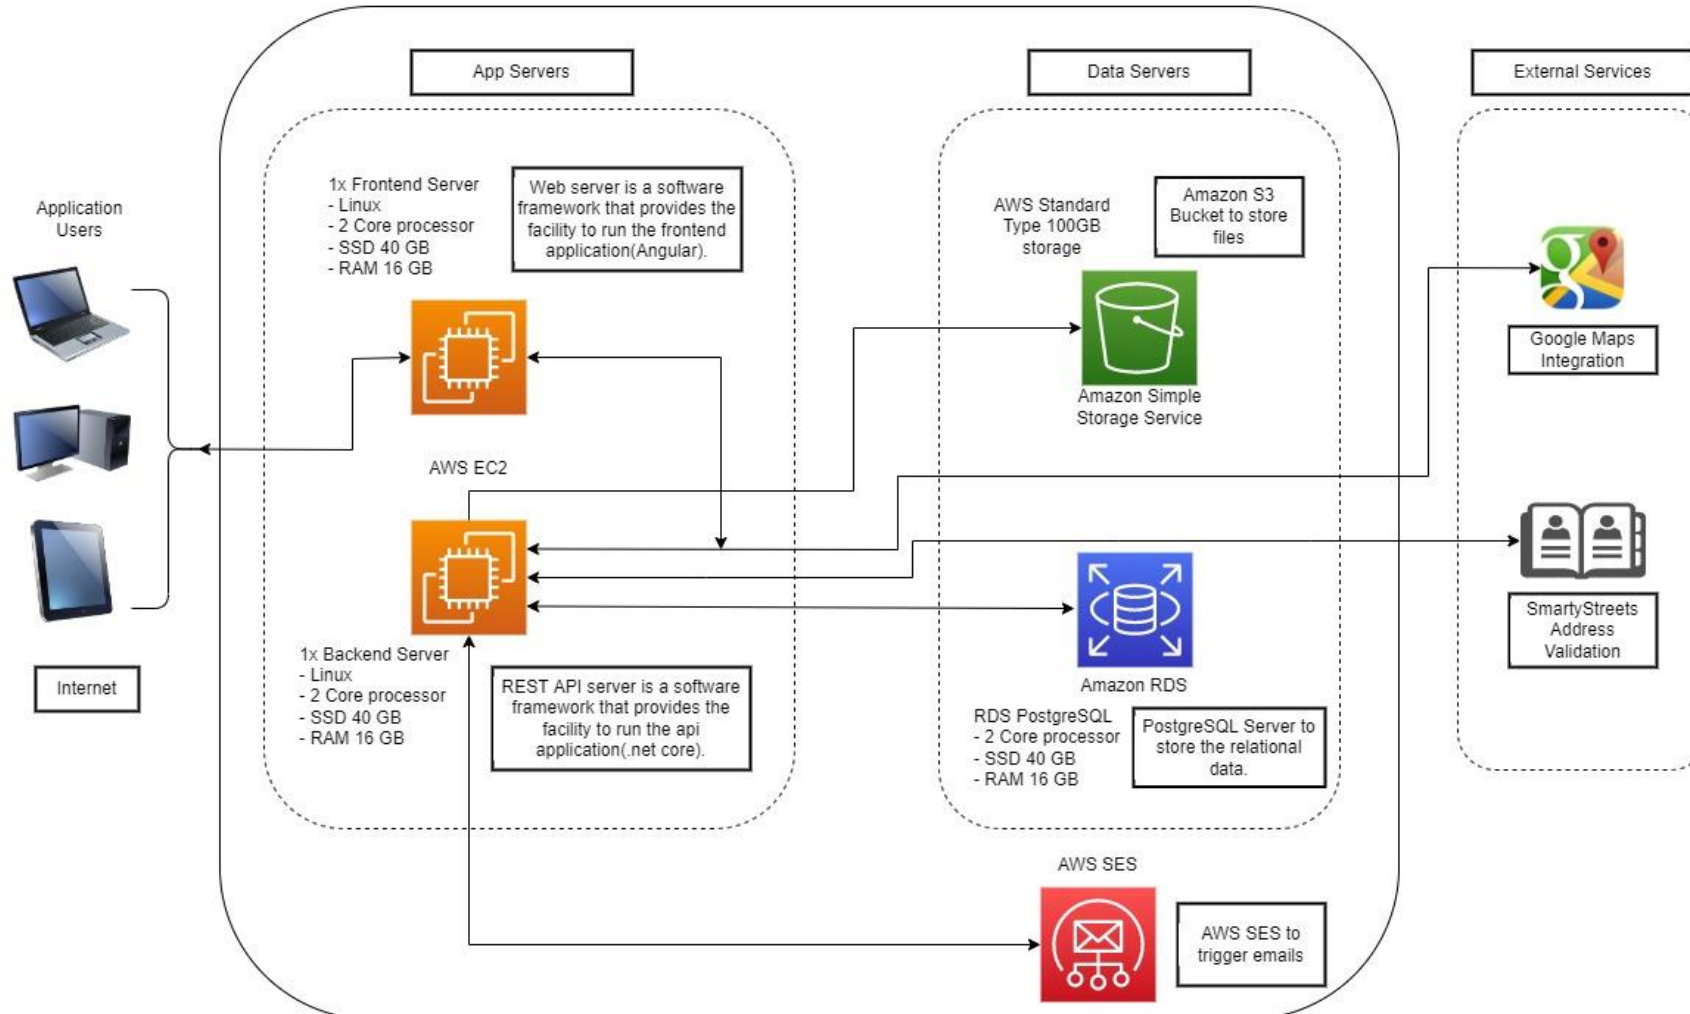 App Servers
Data Servers
External Services
Application
Users
Internet
1x Frontend Server
- Linux
- 2 Core processor
- SSD 40 GB
- RAM 16 GB
Web server is a software
framework that provides the
facility to run the frontend
application(Angular).
AWS EC2
1x Backend Server
- Linux
- 2 Core processor
- SSD 40 GB
- RAM 16 GB
REST API server is a software
framework that provides the
facility to run the api
application(.net core).
AWS Standard
Type 100GB
storage
Amazon S3
Bucket to store
files
Amazon Simple
Storage Service
Amazon RDS
RDS PostgreSQL
- 2 Core processor
- SSD 40 GB
- RAM 16 GB
PostgreSQL Server to
store the relational
data.
AWS SES
AWS SES to
trigger emails
g
Google Maps
Integration
SmartyStreets
Address
Validation